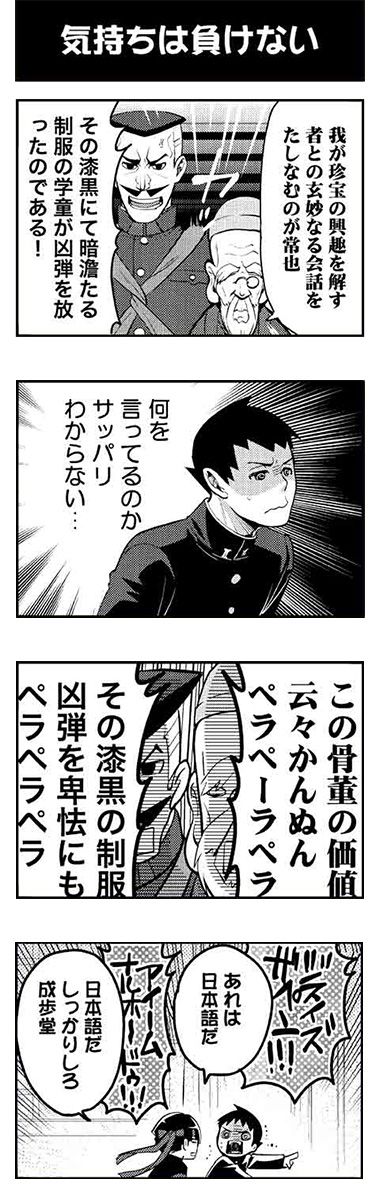 気持ちは負けない
我が珍宝の興趣を解す
者との玄妙なる会話を
たしなむのが常也
その漆黒にて暗澹たる
制服の学童が凶弾を放
ったのである！
何を
言ってるのか
サッパリ
わからない…
この骨董の価値
云々かんぬん
ペラペーラペラ
その漆黒の制服
凶弾を卑怯にも
ペラペラペラ
ディズ
イズ
あれは
日本語だ
アイーム
ナルホードゥ!!!
日本語だ
しっかりしろ
成歩堂